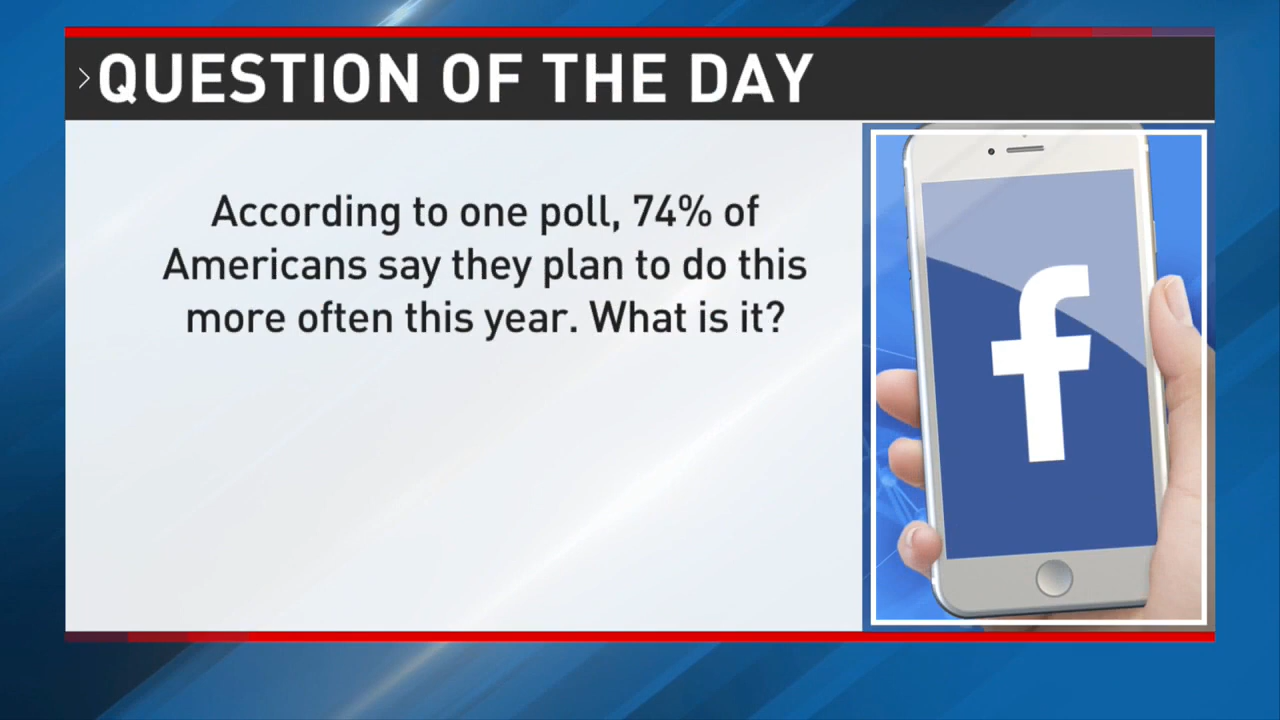 QUESTION OF THE DAY
According to one poll, 74% of
Americans say they plan to do this
more often this year. What is it?
f